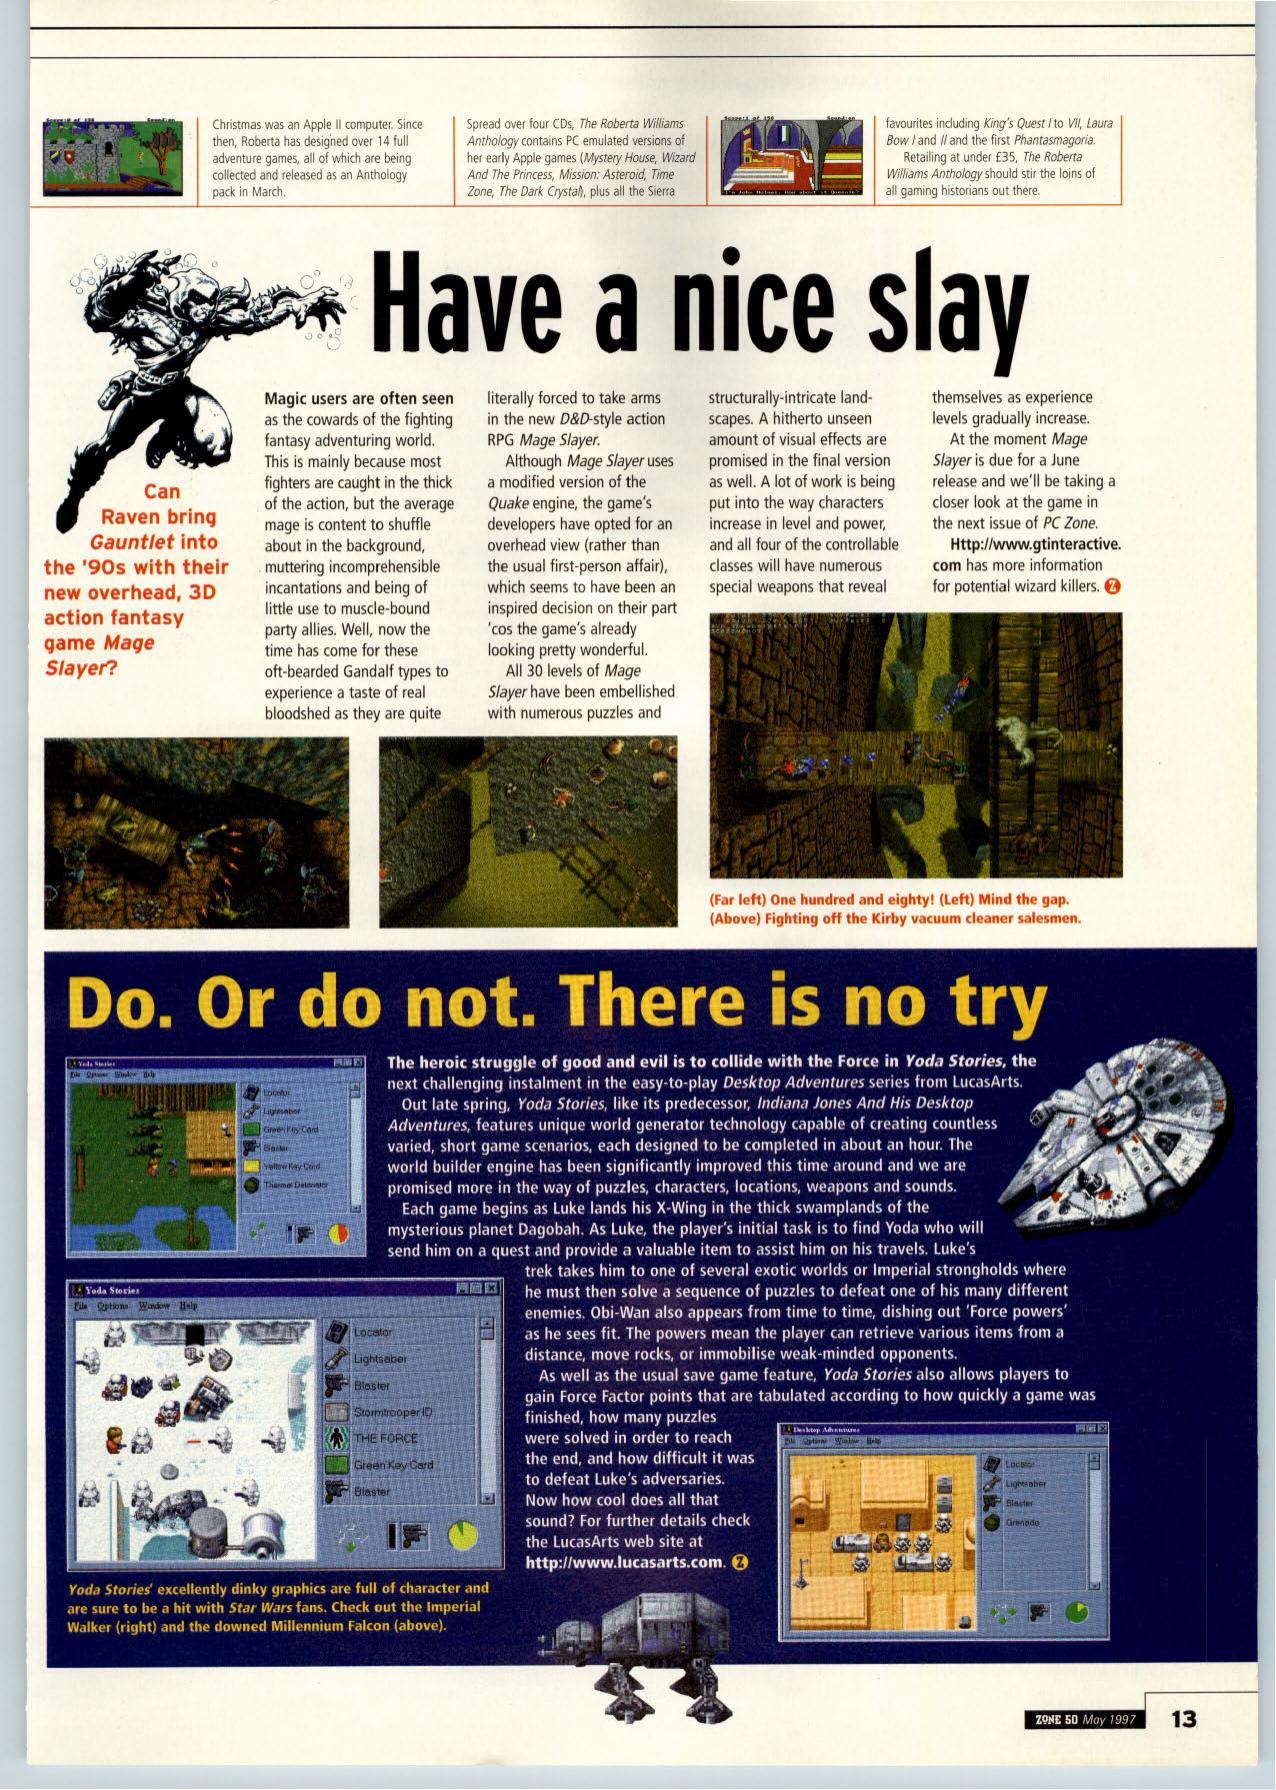 Christmas was an Apple II computer. Since
then, Roberta has designed over 14 full
adventure games, all of which are being
collected and released as an Anthology
pack in March.
Spread over four CDs, The Roberta Williams
Anthology contains PC emulated versions of
her early Apple games (Mystery House, Wizard
And The Princess, Mission: Asteroid, Time
Zone, The Dark Crystal), plus all the Sierra
favourites including King's Quest I to VII, Laura
Bow I and II and the first Phantasmagoria.
Retailing at under £35, The Roberta
Williams Anthology should stir the loins of
all gaming historians out there.
Have a nice slay
Can
Raven bring
Gauntlet into
the '90s with their
new overhead, 3D
action fantasy
game Mage
Slayer?
Magic users are often seen
as the cowards of the fighting
fantasy adventuring world.
This is mainly because most
fighters are caught in the thick
of the action, but the average
mage is content to shuffle
about in the background,
muttering incomprehensible
incantations and being of
little use to muscle-bound
party allies. Well, now the
time has come for these
oft-bearded Gandalf types to
experience a taste of real
bloodshed as they are quite
literally forced to take arms
in the new D&D-style action
RPG Mage Slayer.
Although Mage Slayer uses
a modified version of the
Quake engine, the game's
developers have opted for an
overhead view (rather than
the usual first-person affair),
which seems to have been an
inspired decision on their part
'cos the game's already
looking pretty wonderful.
All 30 levels of Mage
Slayer have been embellished
with numerous puzzles and
structurally-intricate land-
scapes. A hitherto unseen
amount of visual effects are
promised in the final version
as well. A lot of work is being
put into the way characters
increase in level and power,
and all four of the controllable
classes will have numerous
special weapons that reveal
themselves as experience
levels gradually increase.
At the moment Mage
Slayer is due for a June
release and we'll be taking a
closer look at the game in
the next issue of PC Zone.
Http://www.gtinteractive.
com has more information
for potential wizard killers. Z
(Far left) One hundred and eighty! (Left) Mind the gap.
(Above) Fighting off the Kirby vacuum cleaner salesmen.
Do. Or do not. There is no try
The heroic struggle of good and evil is to collide with the Force in Yoda Stories, the
next challenging instalment in the easy-to-play Desktop Adventures series from LucasArts.
Out late spring, Yoda Stories, like its predecessor, Indiana Jones And His Desktop
Adventures, features unique world generator technology capable of creating countless
varied, short game scenarios, each designed to be completed in about an hour. The
world builder engine has been significantly improved this time around and we are
promised more in the way of puzzles, characters, locations, weapons and sounds.
Each game begins as Luke lands his X-Wing in the thick swamplands of the
mysterious planet Dagobah. As Luke, the player's initial task is to find Yoda who will
send him on a quest and provide a valuable item to assist him on his travels. Luke's
trek takes him to one of several exotic worlds or Imperial strongholds where
he must then solve a sequence of puzzles to defeat one of his many different
enemies. Obi-Wan also appears from time to time, dishing out 'Force powers'
as he sees fit. The powers mean the player can retrieve various items from a
distance, move rocks, or immobilise weak-minded opponents.
As well as the usual save game feature, Yoda Stories also allows players to
gain Force Factor points that are tabulated according to how quickly a game was
finished, how many puzzles
were solved in order to reach
the end, and how difficult it was
to defeat Luke's adversaries.
Now how cool does all that
sound? For further details check
the LucasArts web site at
http://www.lucasarts.com. Z
Yoda Stories
File Options Window Help
Locator
Lightsaber
Green Key Card
Blaster
Yellow Key Card
Thermal Detonator
Yoda Stories
File Options Window Help
Locator
Lightsaber
Blaster
Stormtrooper ID
THE FORCE
Green Key Card
Blaster
Desktop Adventures
File Options Window Help
Locator
Lightsaber
Blaster
Grenade
Yoda Stories' excellently dinky graphics are full of character and
are sure to be a hit with Star Wars fans. Check out the Imperial
Walker (right) and the downed Millennium Falcon (above).
ZONE 50 May 1997 13